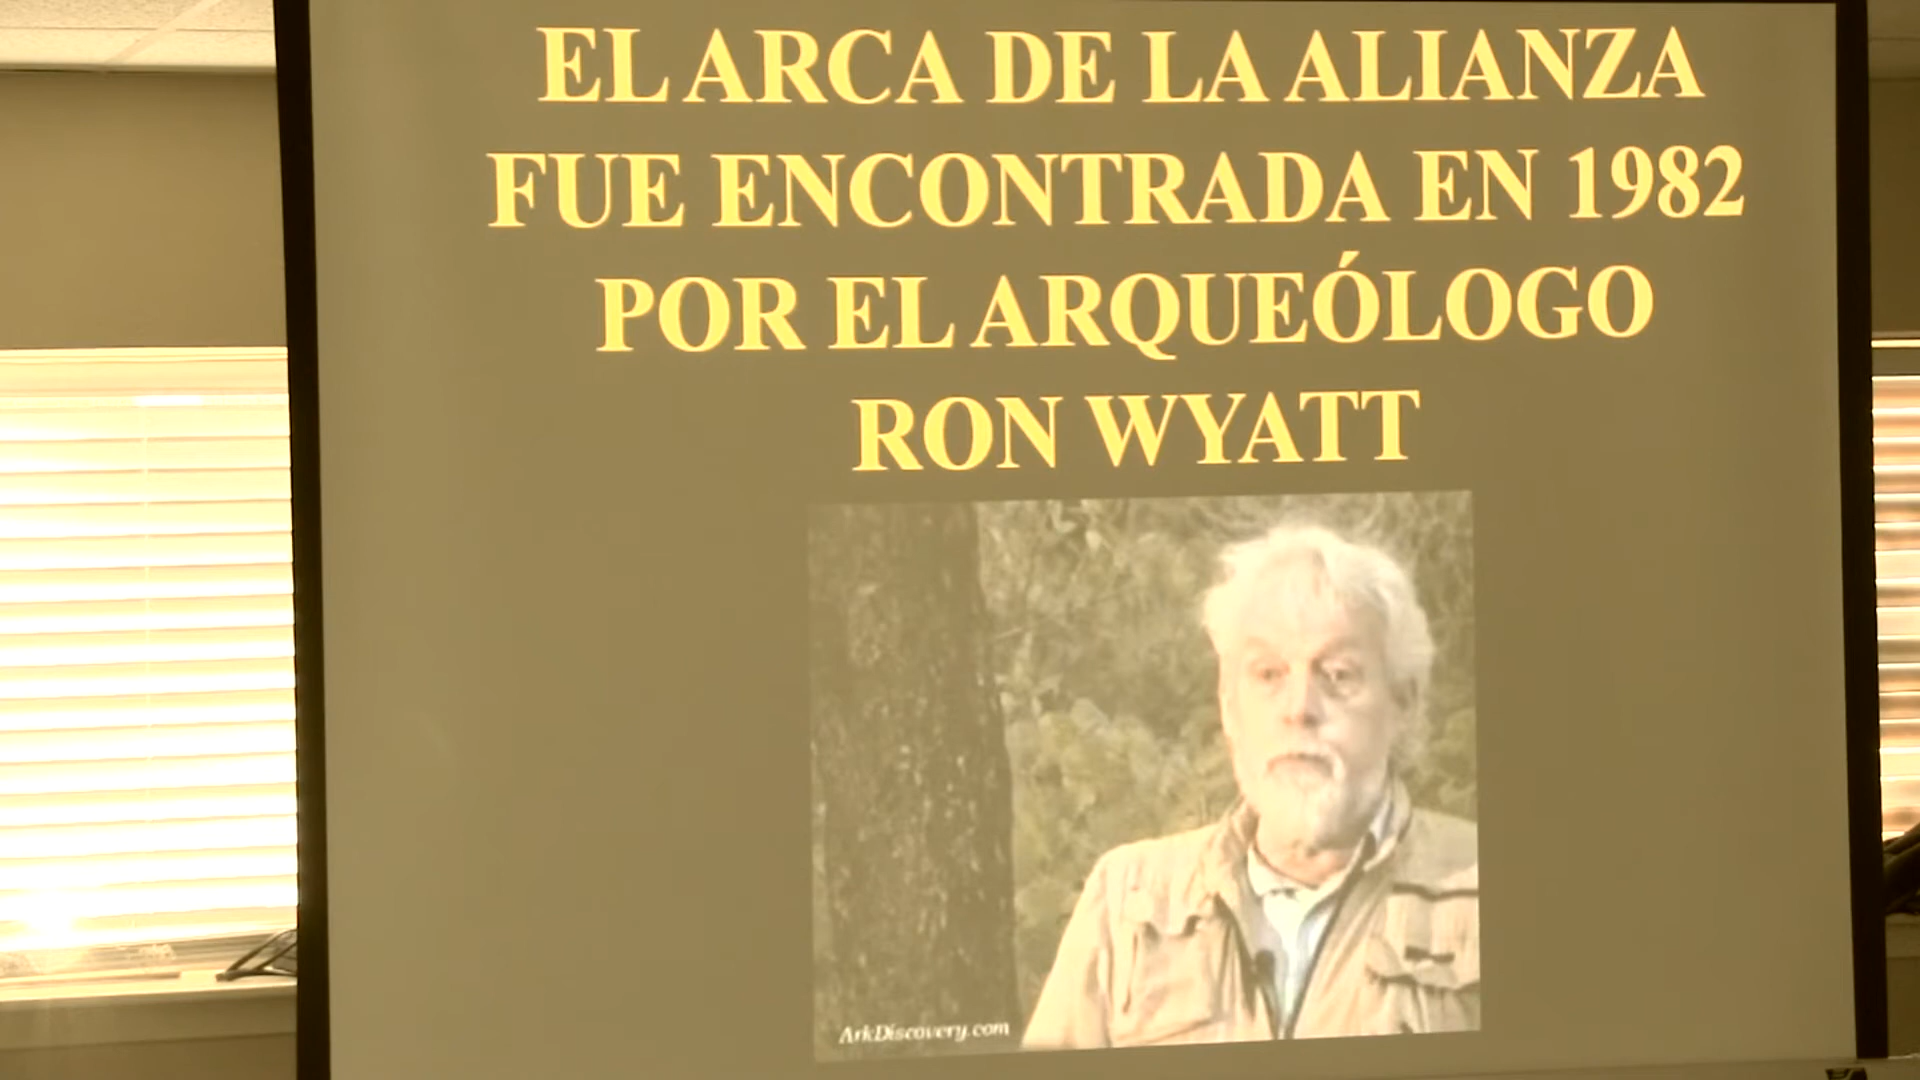 EL ARCA DE LA ALIANZA
FUE ENCONTRADA EN 1982
POR EL ARQUEÓLOGO
RON WYATT
ArkDiscovery.com